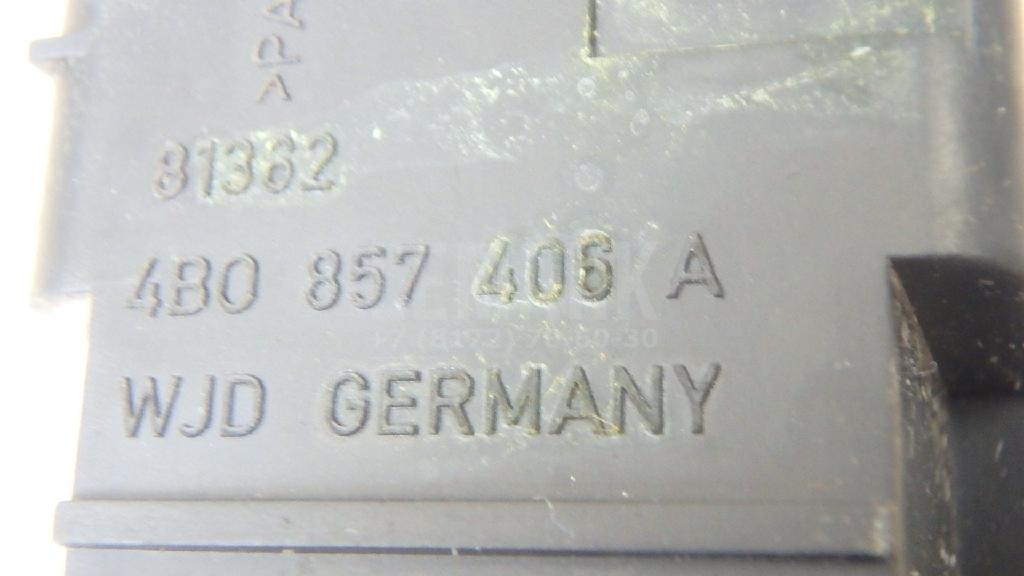 >PA
81362
4B0 857 406 A
WJD GERMANY